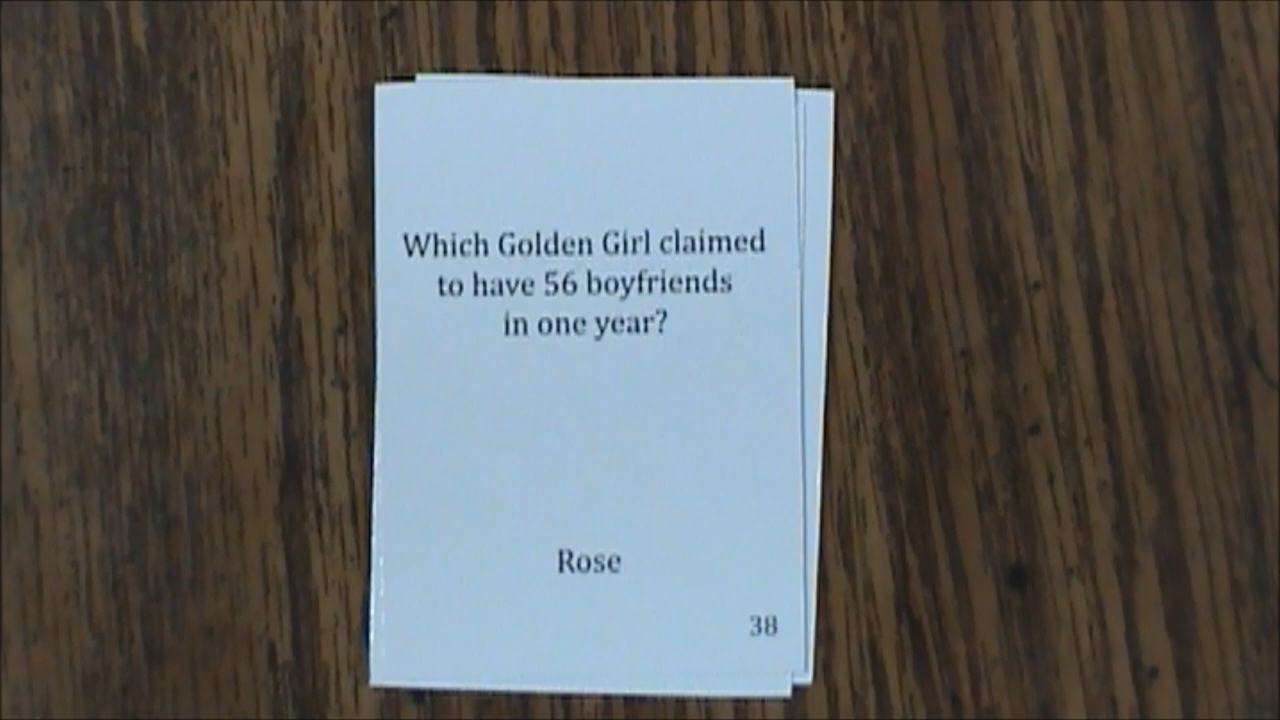 Which Golden Girl claimed
to have 56 boyfriends
in one year?
Rose
38